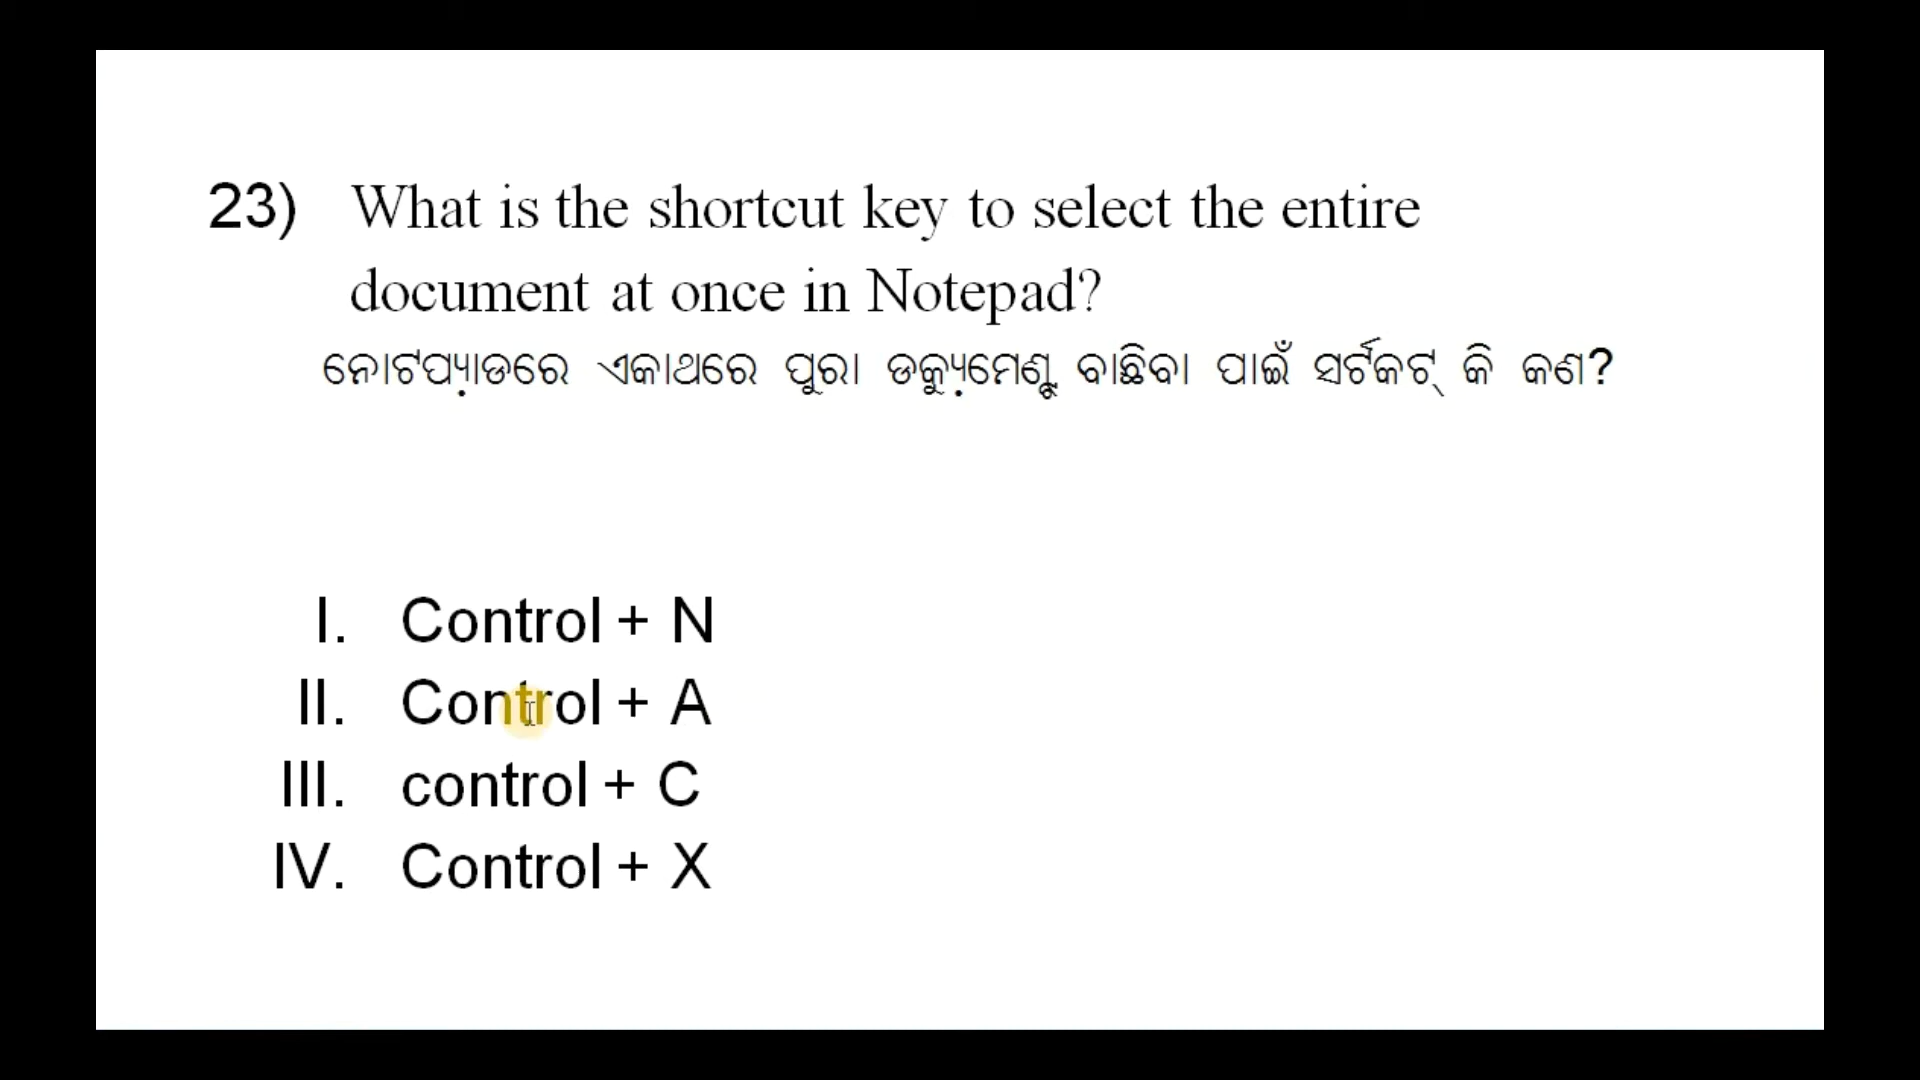 23) What is the shortcut key to select the entire
document at once in Notepad?
ନୋଟପ୍ୟାଡରେ ଏକାଥରେ ପୁରା ଡକ୍ୟୁମେଣ୍ଟ ବାଛିବା ପାଇଁ ସର୍ଟକଟ୍ କି କଣ?
I. Control + N
II. Control + A
III. control + C
IV. Control + X